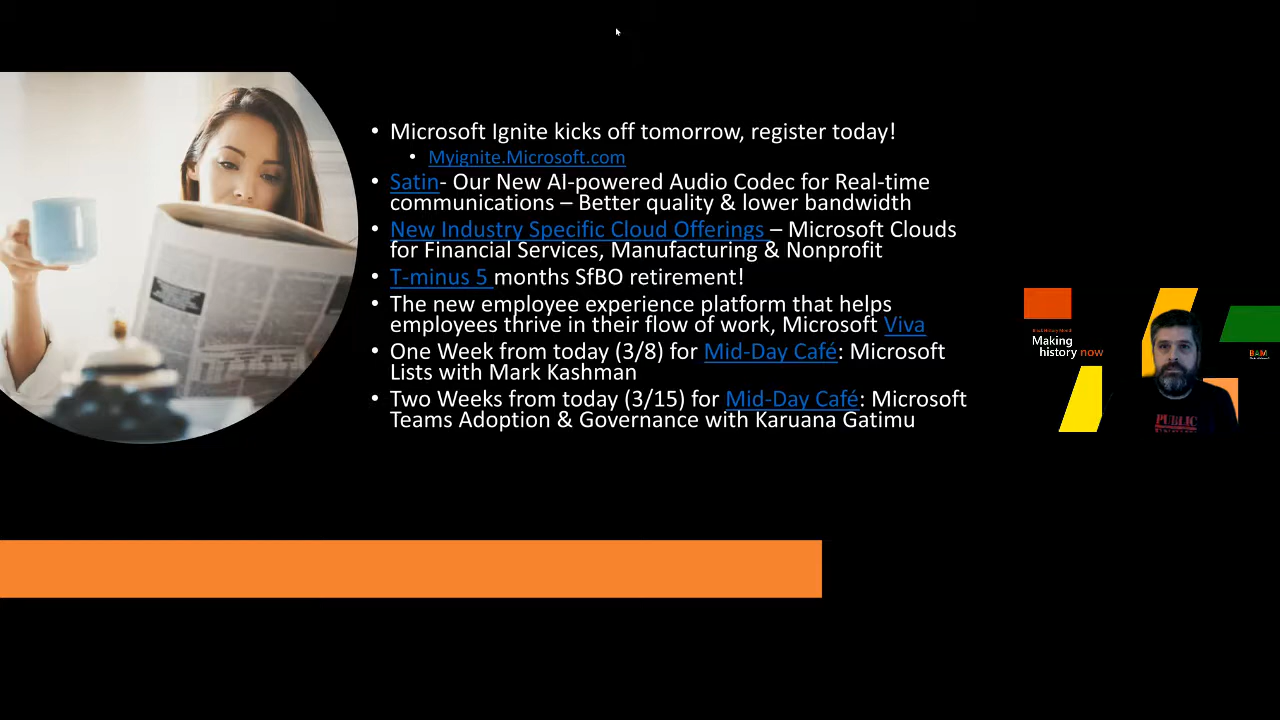 Microsoft Ignite kicks off tomorrow, register today!
Myignite.Microsoft.com
Satin- Our New AI-powered Audio Codec for Real-time
communications – Better quality & lower bandwidth
New Industry Specific Cloud Offerings – Microsoft Clouds
for Financial Services, Manufacturing & Nonprofit
T-minus 5 months SfBO retirement!
The new employee experience platform that helps
employees thrive in their flow of work, Microsoft Viva
One Week from today (3/8) for Mid-Day Café: Microsoft
Lists with Mark Kashman
Two Weeks from today (3/15) for Mid-Day Café: Microsoft
Teams Adoption & Governance with Karuana Gatimu
Black History Month
Making
history now
BAM
PUBLIC